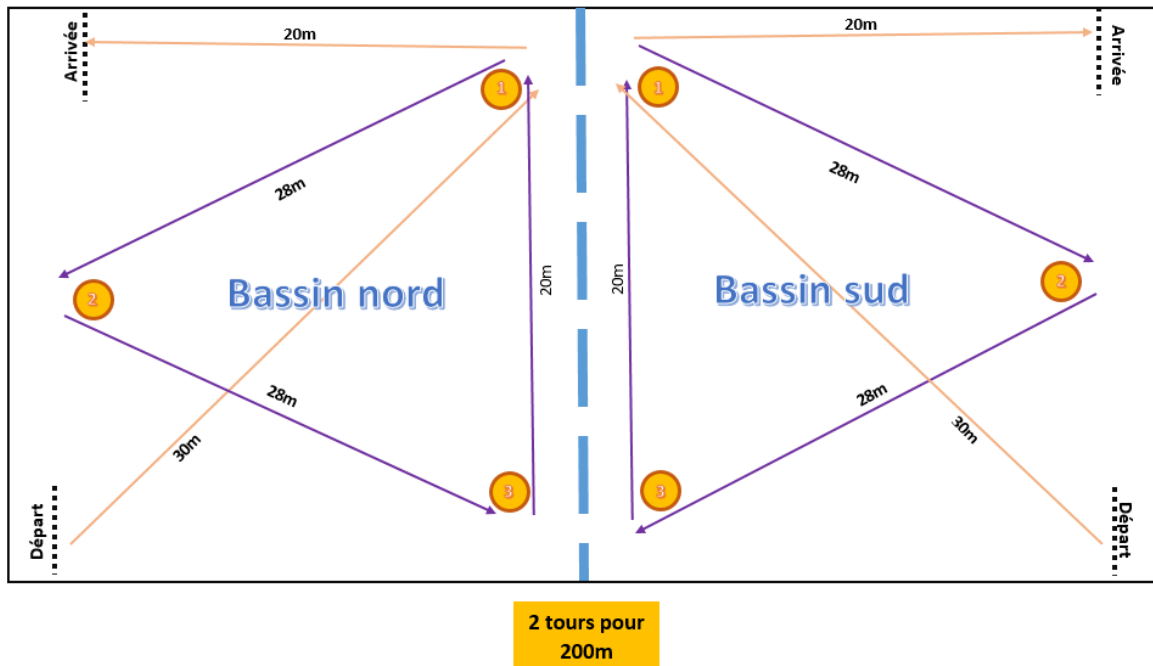 20m
20m
Arrivée
Arrivée
1
1
28m
28m
2
Bassin nord
20m
20m
Bassin sud
2
28m
28m
30m
30m
3
3
Départ
Départ
2 tours pour
200m